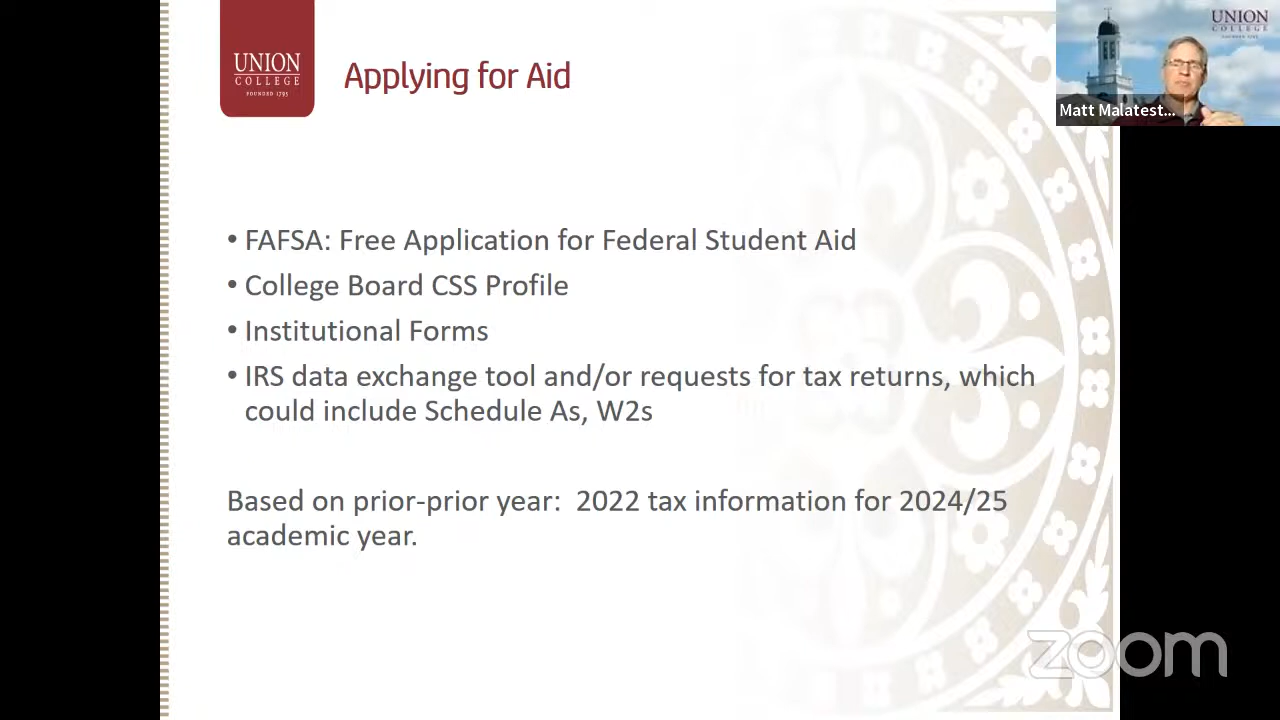 UNION
COLLEGE
FOUNDED 1795
Applying for Aid
UNION
COLLEGE
FOUNDED 1795
Matt Malatest...
• FAFSA: Free Application for Federal Student Aid
• College Board CSS Profile
• Institutional Forms
• IRS data exchange tool and/or requests for tax returns, which
could include Schedule As, W2s
Based on prior-prior year: 2022 tax information for 2024/25
academic year.
zoom